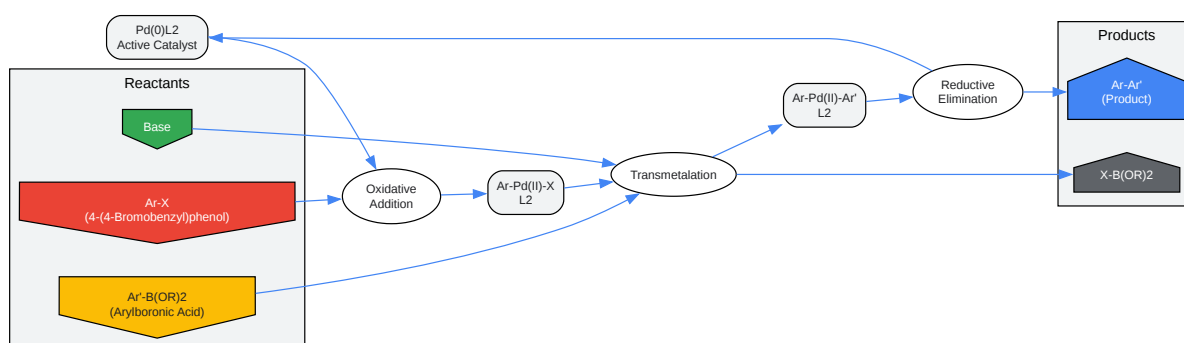 Pd(0)L2
Active Catalyst
Reactants
Base
Ar-X
(4-(4-Bromobenzyl)phenol)
Ar'-B(OR)2
(Arylboronic Acid)
Oxidative
Addition
Ar-Pd(II)-X
L2
Transmetalation
Ar-Pd(II)-Ar'
L2
Reductive
Elimination
Products
Ar-Ar'
(Product)
X-B(OR)2